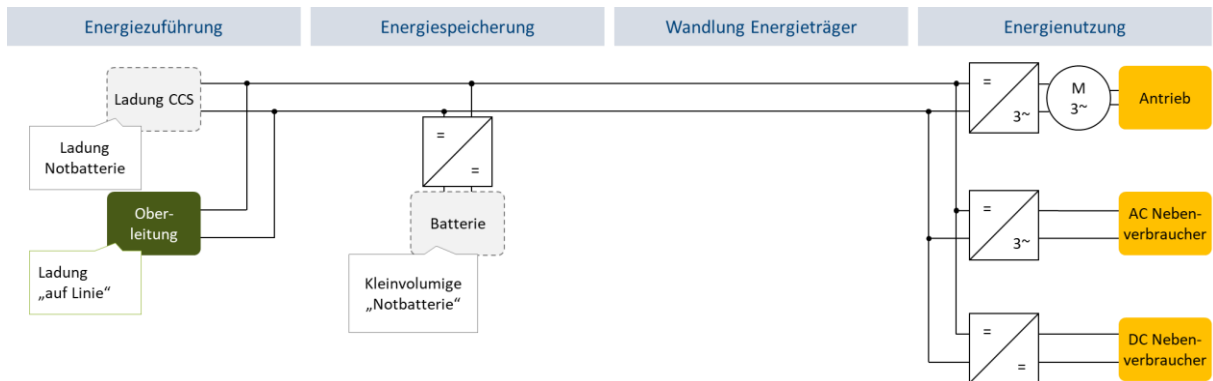 Energiezuführung
Energiespeicherung
Wandlung Energieträger
Energienutzung
Ladung CCS
Ladung
Notbatterie
Ober-
leitung
Ladung
„auf Linie“
=
=
Batterie
Kleinvolumige
„Notbatterie“
=
3~
M
3~
Antrieb
=
3~
AC Neben-
verbraucher
=
=
DC Neben-
verbraucher